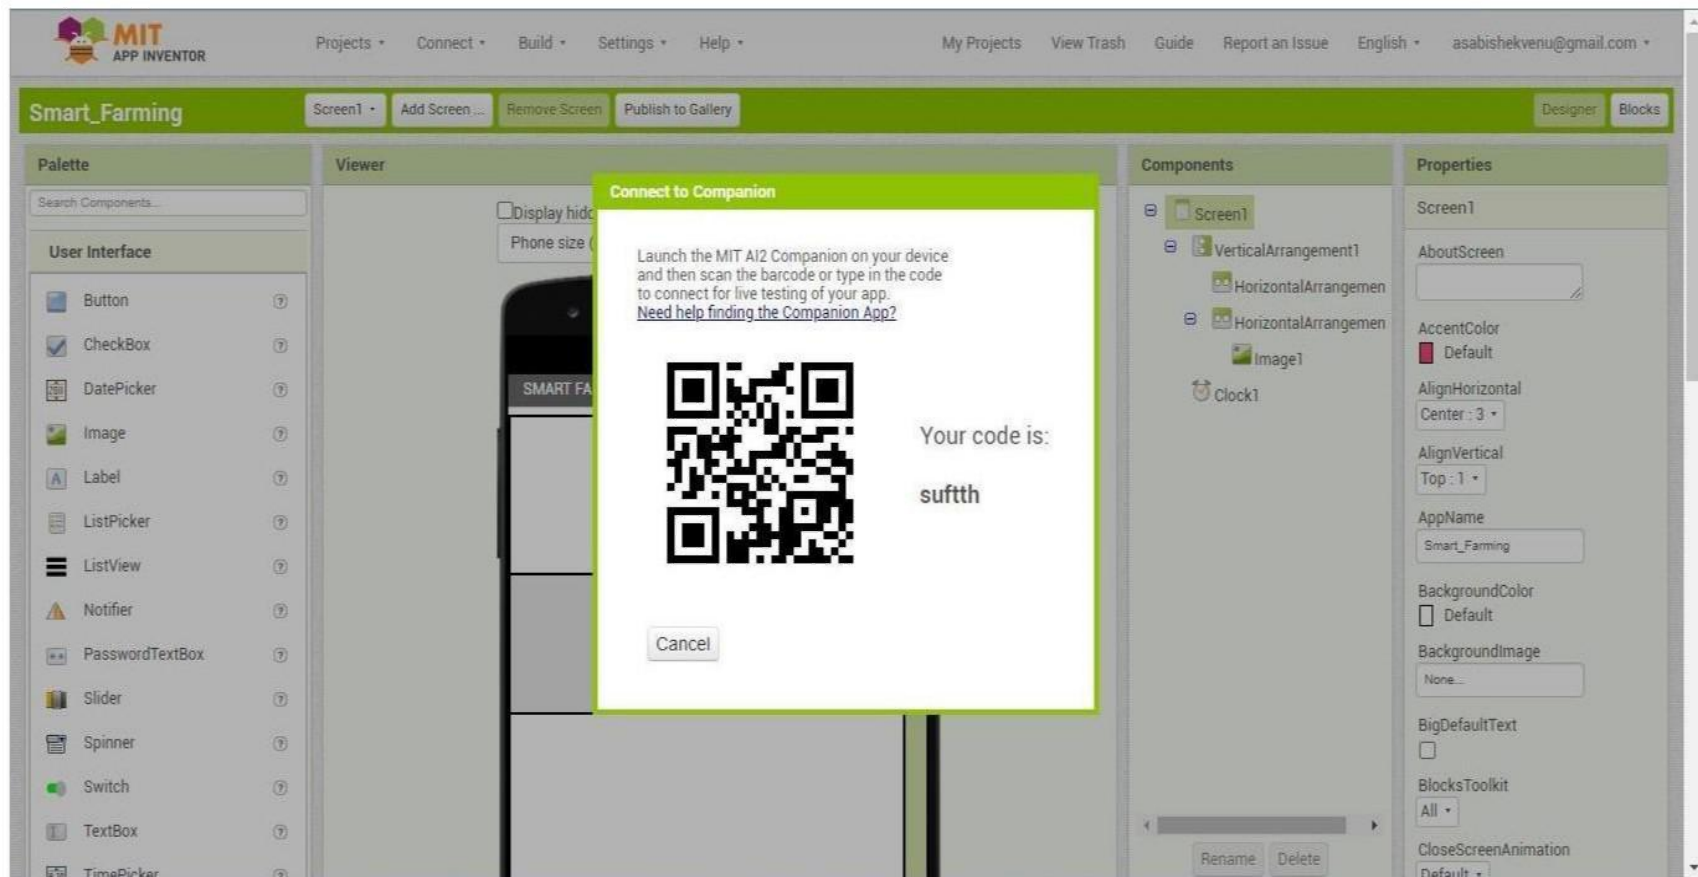 MIT
APP INVENTOR
Projects
Connect
Build
Settings
Help
My Projects
View Trash
Guide
Report an Issue
English
asabishekvenu@gmail.com
Smart_Farming
Screen1
Add Screen ...
Remove Screen
Publish to Gallery
Designer
Blocks
Palette
Search Components...
User Interface
Button
CheckBox
DatePicker
Image
Label
ListPicker
ListView
Notifier
PasswordTextBox
Slider
Spinner
Switch
TextBox
TimePicker
Viewer
Display hidd
Phone size (
SMART FA
Connect to Companion
Launch the MIT AI2 Companion on your device
and then scan the barcode or type in the code
to connect for live testing of your app.
Need help finding the Companion App?
Your code is:
suftth
Cancel
Components
Screen1
VerticalArrangement1
HorizontalArrangemen
HorizontalArrangemen
Image1
Clock1
Rename
Delete
Properties
Screen1
AboutScreen
AccentColor
Default
AlignHorizontal
Center : 3
AlignVertical
Top : 1
AppName
Smart_Farming
BackgroundColor
Default
BackgroundImage
None...
BigDefaultText
BlocksToolkit
All
CloseScreenAnimation
Default